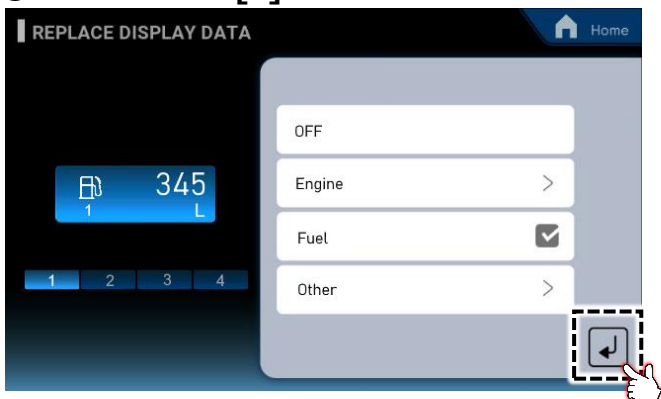 REPLACE DISPLAY DATA
Home
OFF
Engine
345
1
L
Fuel
1 2 3 4
Other